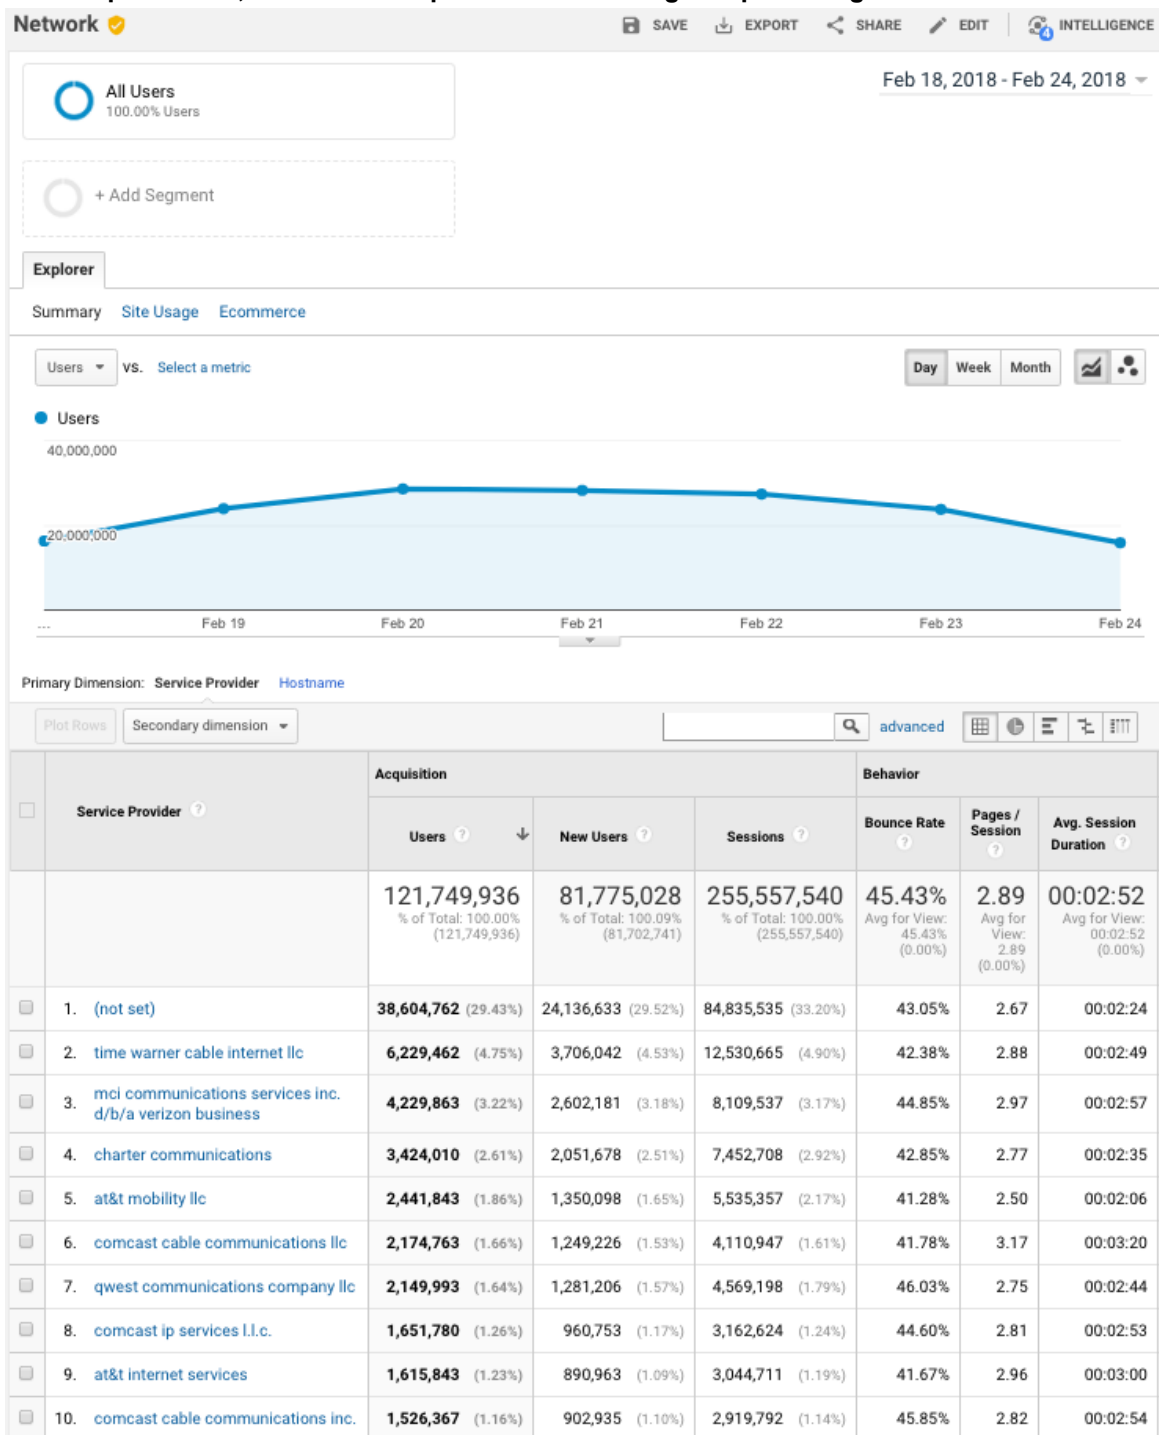 Network
SAVE EXPORT SHARE EDIT INTELLIGENCE
4
All Users
100.00% Users
Feb 18, 2018 - Feb 24, 2018
+ Add Segment
Explorer
Summary Site Usage Ecommerce
Users VS. Select a metric
Day Week Month
Users
40,000,000
20,000,000
... Feb 19 Feb 20 Feb 21 Feb 22 Feb 23 Feb 24
Primary Dimension: Service Provider Hostname
Plot Rows Secondary dimension advanced
Acquisition Behavior
Service Provider ? Users ? New Users ? Sessions ? Bounce Rate ? Pages / Session ? Avg. Session Duration ?
121,749,936 81,775,028 255,557,540 45.43% 2.89 00:02:52
% of Total: 100.00% (121,749,936) % of Total: 100.09% (81,702,741) % of Total: 100.00% (255,557,540) Avg for View: 45.43% (0.00%) Avg for View: 2.89 (0.00%) Avg for View: 00:02:52 (0.00%)
1. (not set) 38,604,762 (29.43%) 24,136,633 (29.52%) 84,835,535 (33.20%) 43.05% 2.67 00:02:24
2. time warner cable internet llc 6,229,462 (4.75%) 3,706,042 (4.53%) 12,530,665 (4.90%) 42.38% 2.88 00:02:49
3. mci communications services inc. d/b/a verizon business 4,229,863 (3.22%) 2,602,181 (3.18%) 8,109,537 (3.17%) 44.85% 2.97 00:02:57
4. charter communications 3,424,010 (2.61%) 2,051,678 (2.51%) 7,452,708 (2.92%) 42.85% 2.77 00:02:35
5. at&t mobility llc 2,441,843 (1.86%) 1,350,098 (1.65%) 5,535,357 (2.17%) 41.28% 2.50 00:02:06
6. comcast cable communications llc 2,174,763 (1.66%) 1,249,226 (1.53%) 4,110,947 (1.61%) 41.78% 3.17 00:03:20
7. qwest communications company llc 2,149,993 (1.64%) 1,281,206 (1.57%) 4,569,198 (1.79%) 46.03% 2.75 00:02:44
8. comcast ip services l.l.c. 1,651,780 (1.26%) 960,753 (1.17%) 3,162,624 (1.24%) 44.60% 2.81 00:02:53
9. at&t internet services 1,615,843 (1.23%) 890,963 (1.09%) 3,044,711 (1.19%) 41.67% 2.96 00:03:00
10. comcast cable communications inc. 1,526,367 (1.16%) 902,935 (1.10%) 2,919,792 (1.14%) 45.85% 2.82 00:02:54